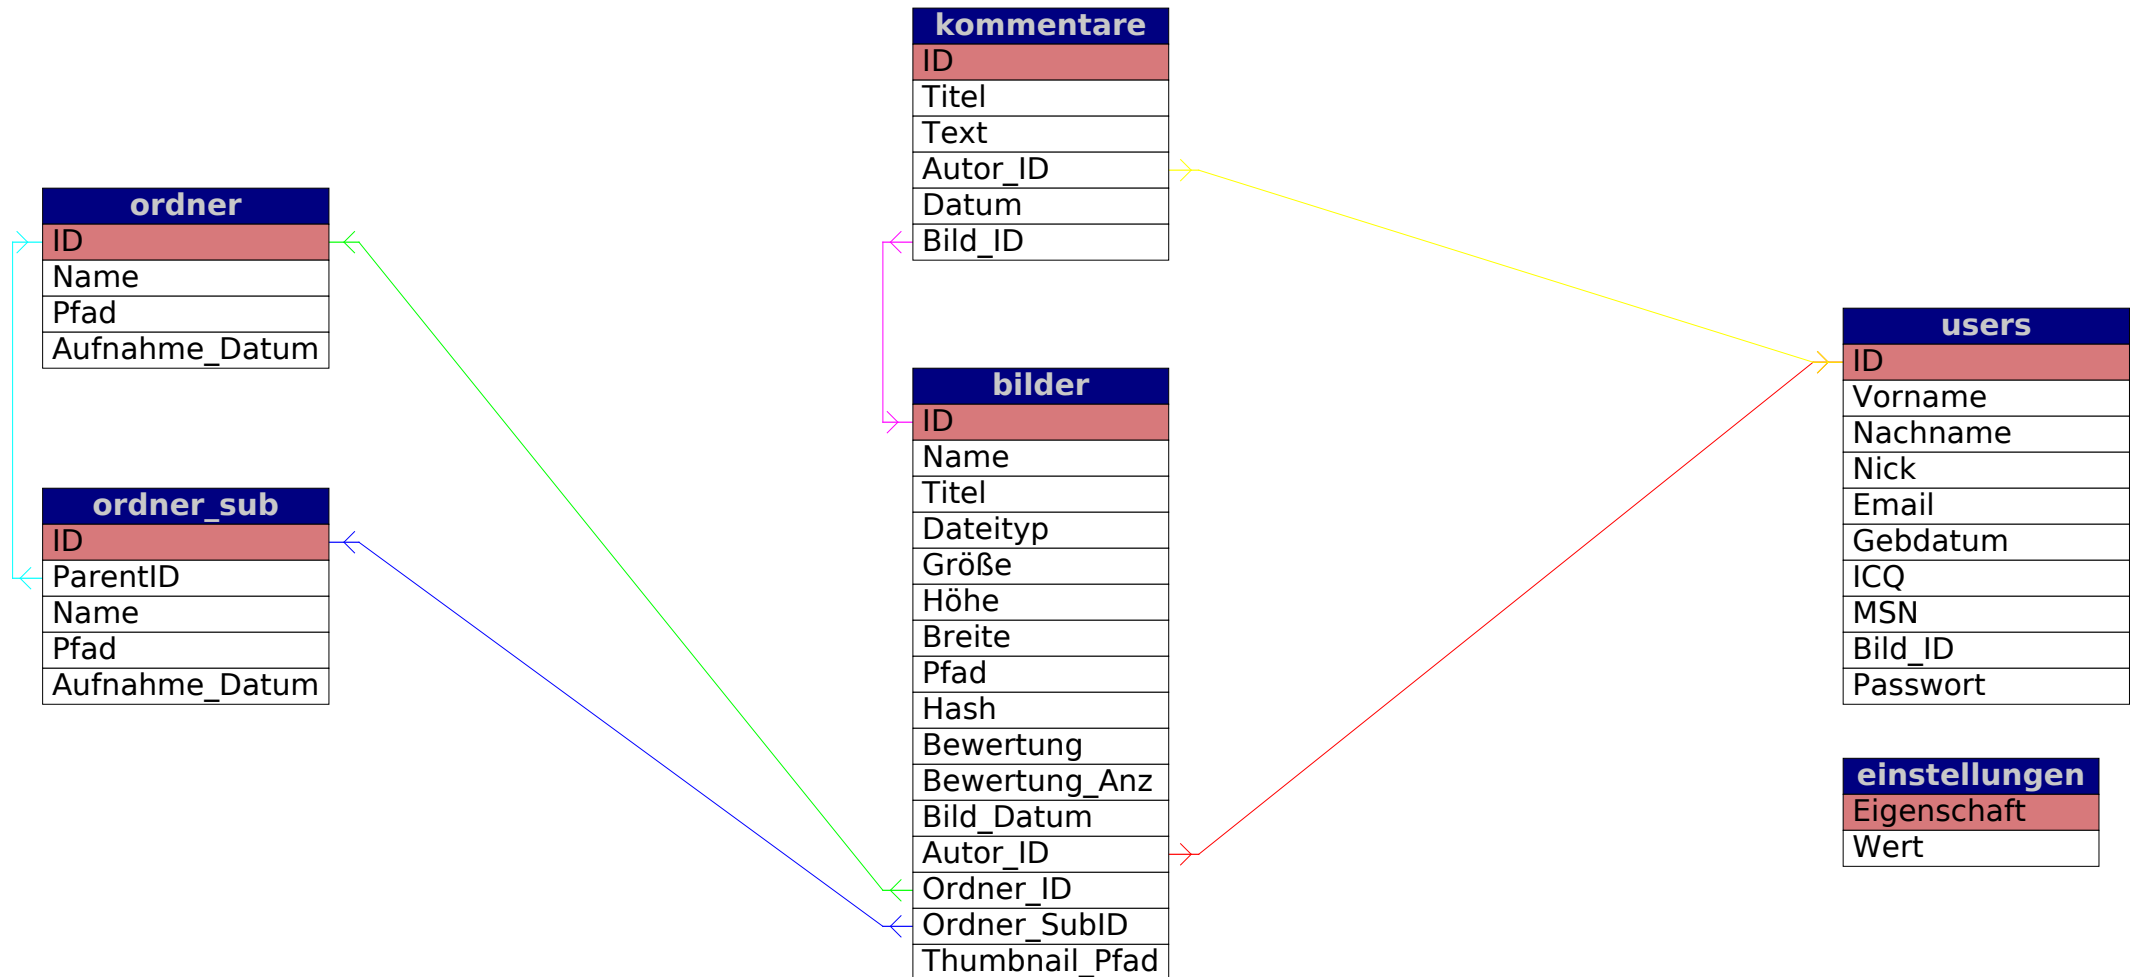 kommentare
ID
Titel
Text
Autor_ID
Datum
Bild_ID
ordner
ID
Name
Pfad
Aufnahme_Datum
ordner_sub
ID
ParentID
Name
Pfad
Aufnahme_Datum
bilder
ID
Name
Titel
Dateityp
Größe
Höhe
Breite
Pfad
Hash
Bewertung
Bewertung_Anz
Bild_Datum
Autor_ID
Ordner_ID
Ordner_SubID
Thumbnail_Pfad
users
ID
Vorname
Nachname
Nick
Email
Gebdatum
ICQ
MSN
Bild_ID
Passwort
einstellungen
Eigenschaft
Wert